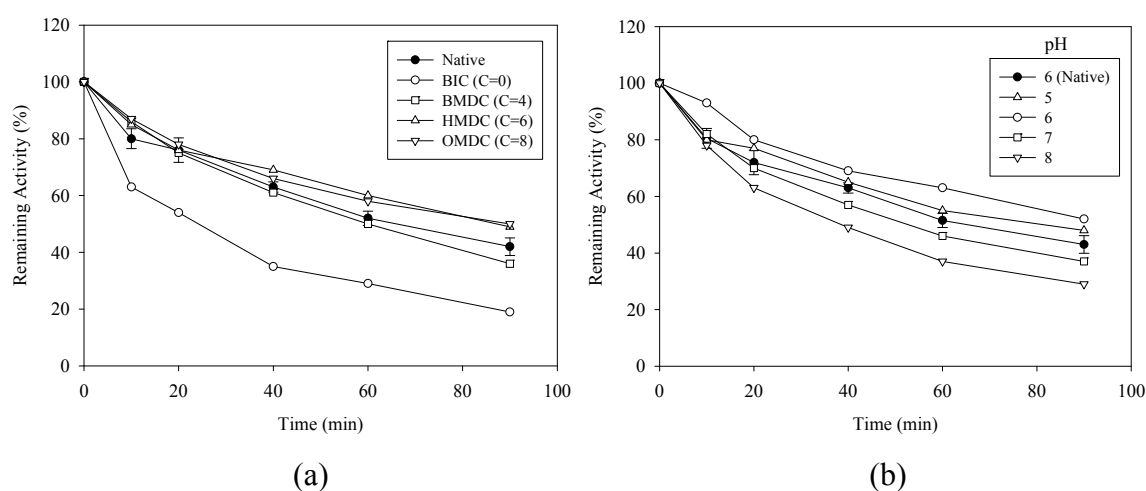 120
100
80
60
40
20
0
Remaining Activity (%)
0 20 40 60 80 100
Time (min)
Native
BIC (C=0)
BMDC (C=4)
HMDC (C=6)
OMDC (C=8)
(a)
120
100
80
60
40
20
0
Remaining Activity (%)
0 20 40 60 80 100
Time (min)
pH
6 (Native)
5
6
7
8
(b)